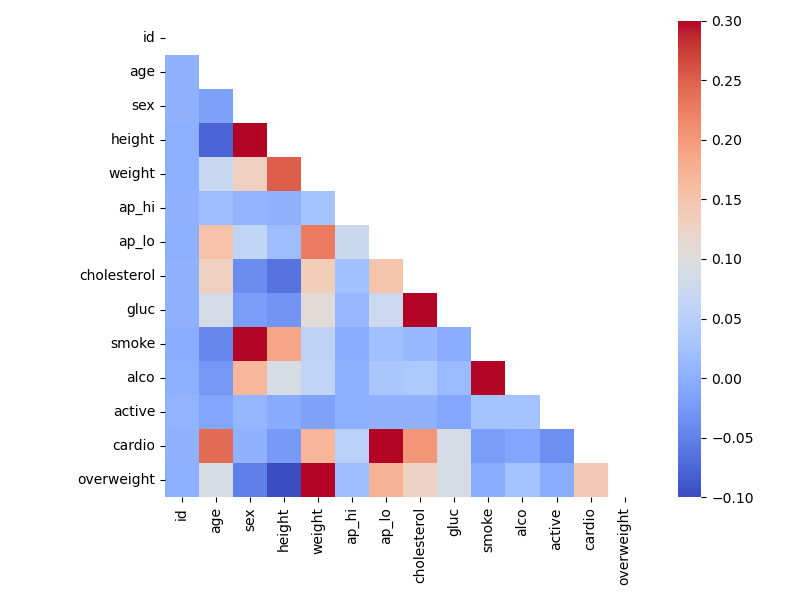 id
age
sex
height
weight
ap_hi
ap_lo
cholesterol
gluc
smoke
alco
active
cardio
overweight
id
age
sex
height
weight
ap_hi
ap_lo
cholesterol
gluc
smoke
alco
active
cardio
overweight
0.30
0.25
0.20
0.15
0.10
0.05
0.00
−0.05
−0.10